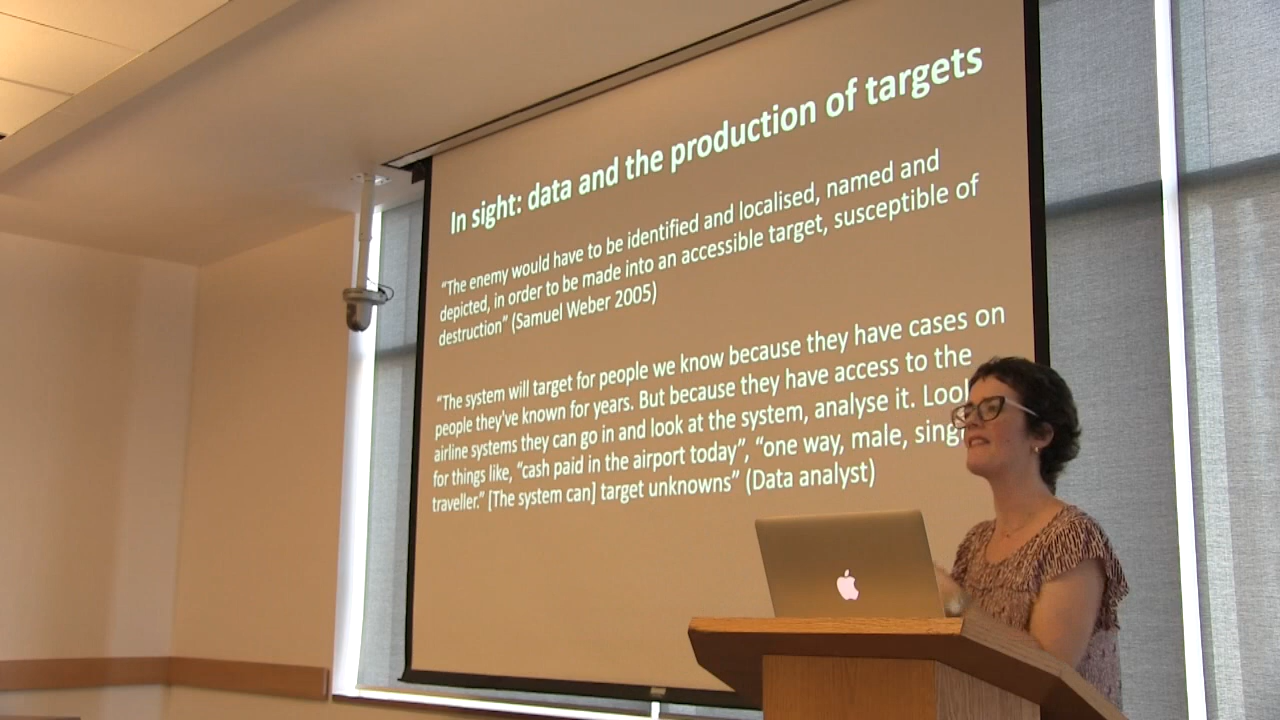 In sight: data and the production of targets
“The enemy would have to be identified and localised, named and
depicted, in order to be made into an accessible target, susceptible of
destruction” (Samuel Weber 2005)
“The system will target for people we know because they have cases on
people they've known for years. But because they have access to the
airline systems they can go in and look at the system, analyse it. Look
for things like, “cash paid in the airport today”, “one way, male,
traveller.” [The system can] target unknowns” (Data analyst)